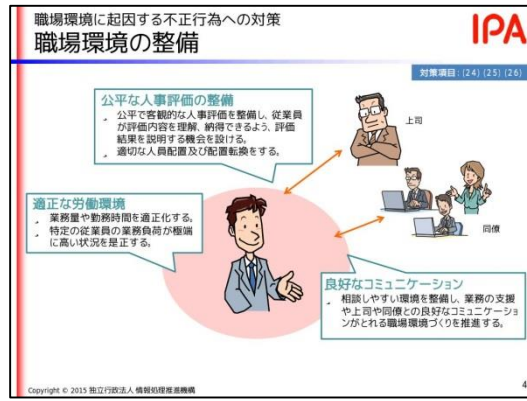 職場環境に起因する不正行為への対策
職場環境の整備
IPA
対策項目：(24) (25) (26)
公平な人事評価の整備
公平で客観的な人事評価を整備し、従業員
が評価内容を理解、納得できるよう、評価
結果を説明する機会を設ける。
適切な人員配置及び配置転換をする。
上司
適正な労働環境
業務量や勤務時間を適正化する。
特定の従業員の業務負荷が極端
に高い状況を是正する。
同僚
良好なコミュニケーション
相談しやすい環境を整備し、業務の支援
や上司や同僚との良好なコミュニケーショ
ンがとれる職場環境づくりを推進する。
Copyright © 2015 独立行政法人 情報処理推進機構
4